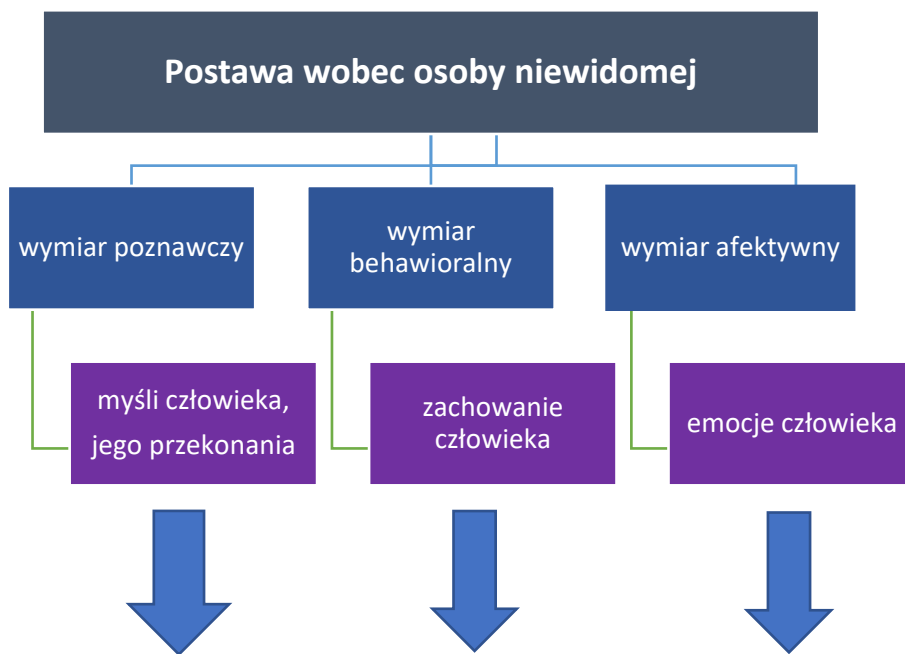 Postawa wobec osoby niewidomej
wymiar poznawczy
wymiar
behawioralny
wymiar afektywny
myśli człowieka,
jego przekonania
zachowanie
człowieka
emocje człowieka